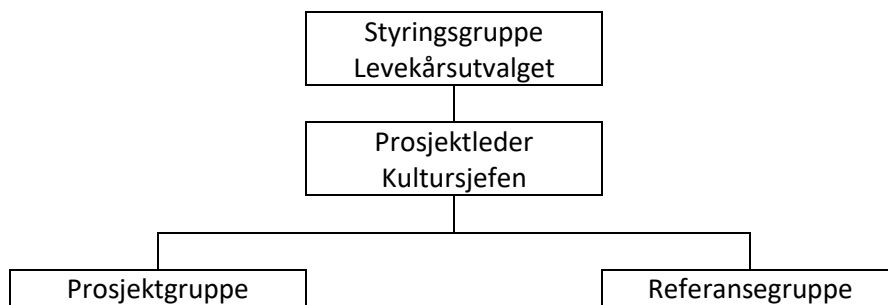 Styringsgruppe
Levekårsutvalget
Prosjektleder
Kultursjefen
Prosjektgruppe
Referansegruppe